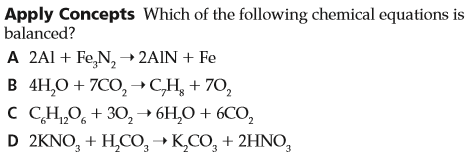 Apply Concepts Which of the following chemical equations is
balanced?
A 2Al + Fe₃N₂ → 2AlN + Fe
B 4H₂O + 7CO₂ → C₇H₈ + 7O₂
C C₆H₁₂O₆ + 3O₂ → 6H₂O + 6CO₂
D 2KNO₃ + H₂CO₃ → K₂CO₃ + 2HNO₃